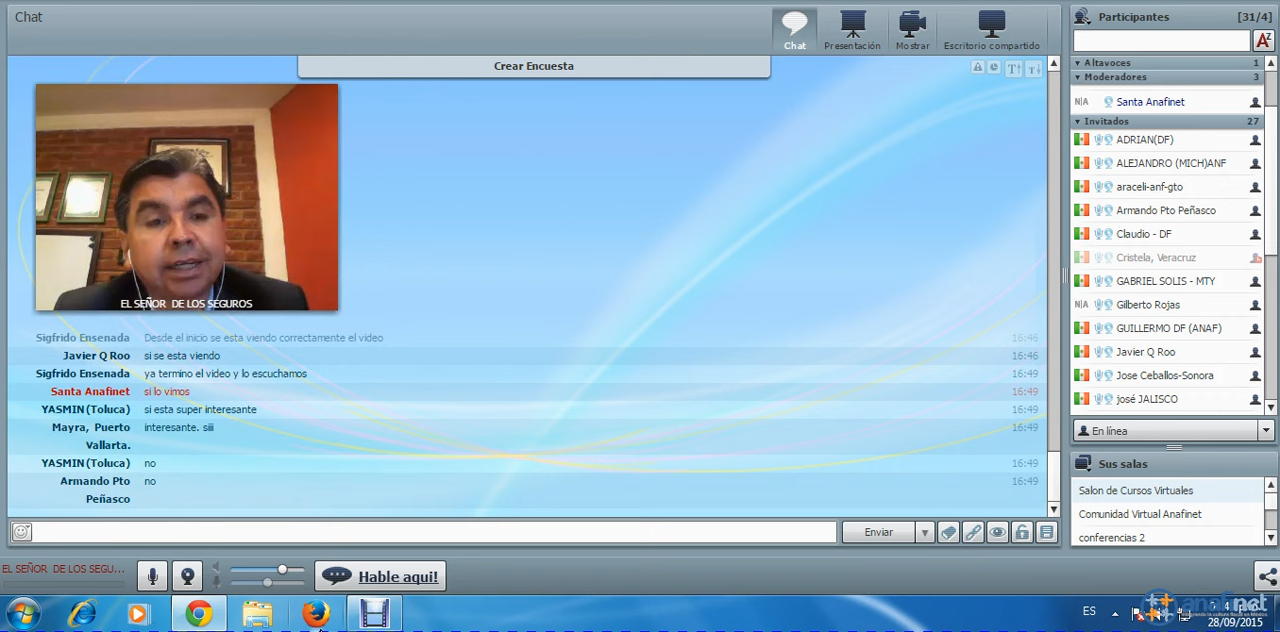 Chat
Chat
Presentación
Mostrar
Escritorio compartido
Crear Encuesta
EL SEÑOR DE LOS SEGUROS
Sigfrido Ensenada Desde el inicio se esta viendo correctamente el video 16:46
Javier Q Roo si se esta viendo 16:46
Sigfrido Ensenada ya termino el video y lo escuchamos 16:49
Santa Anafinet si lo vimos 16:49
YASMIN(Toluca) si esta super interesante 16:49
Mayra, Puerto interesante. siii 16:49
Vallarta.
YASMIN(Toluca) no 16:49
Armando Pto no 16:49
Peñasco
Enviar
EL SEÑOR DE LOS SEGU...
Hable aqui!
Participantes [31/4]
Altavoces 1
Moderadores 3
N|A Santa Anafinet
Invitados 27
ADRIAN(DF)
ALEJANDRO (MICH)ANF
araceli-anf-gto
Armando Pto Peñasco
Claudio - DF
Cristela, Veracruz
GABRIEL SOLIS - MTY
N|A Gilberto Rojas
GUILLERMO DF (ANAF)
Javier Q Roo
Jose Ceballos-Sonora
josé JALISCO
En línea
Sus salas
Salon de Cursos Virtuales
Comunidad Virtual Anafinet
conferencias 2
ES
anafinet
28/09/2015